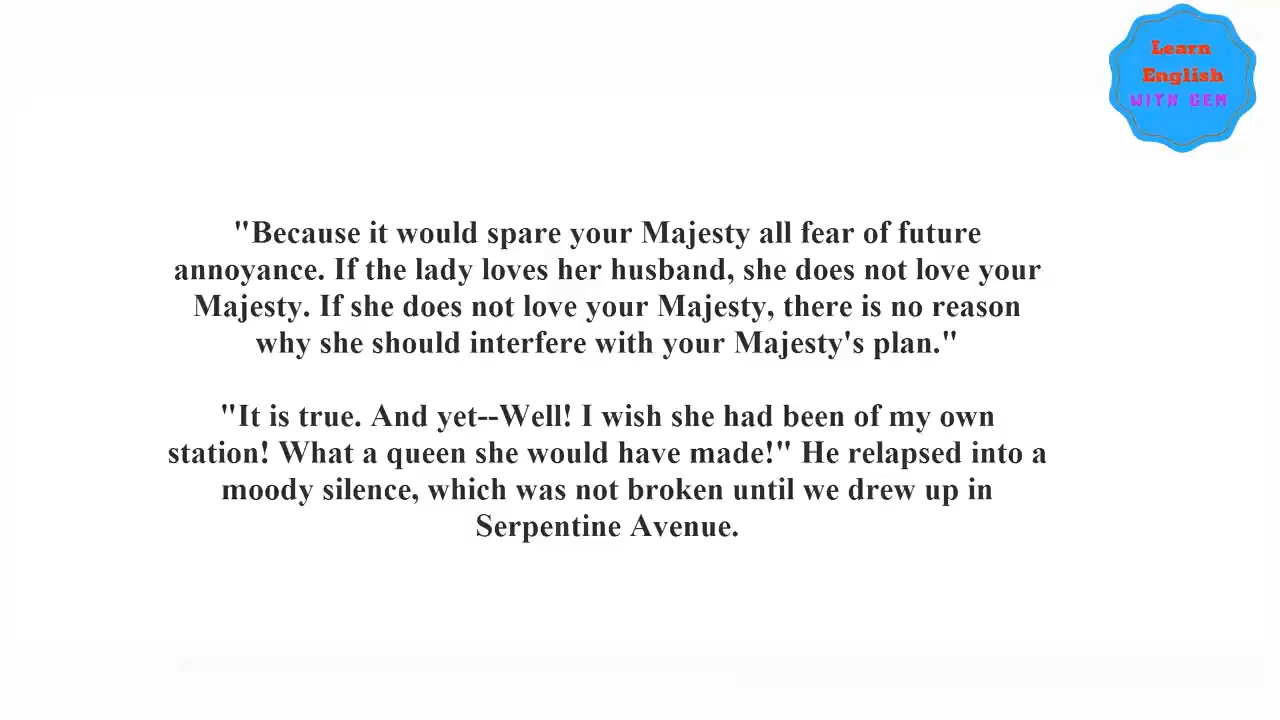 Learn
English
WITH GEM
"Because it would spare your Majesty all fear of future
annoyance. If the lady loves her husband, she does not love your
Majesty. If she does not love your Majesty, there is no reason
why she should interfere with your Majesty's plan."
"It is true. And yet--Well! I wish she had been of my own
station! What a queen she would have made!" He relapsed into a
moody silence, which was not broken until we drew up in
Serpentine Avenue.